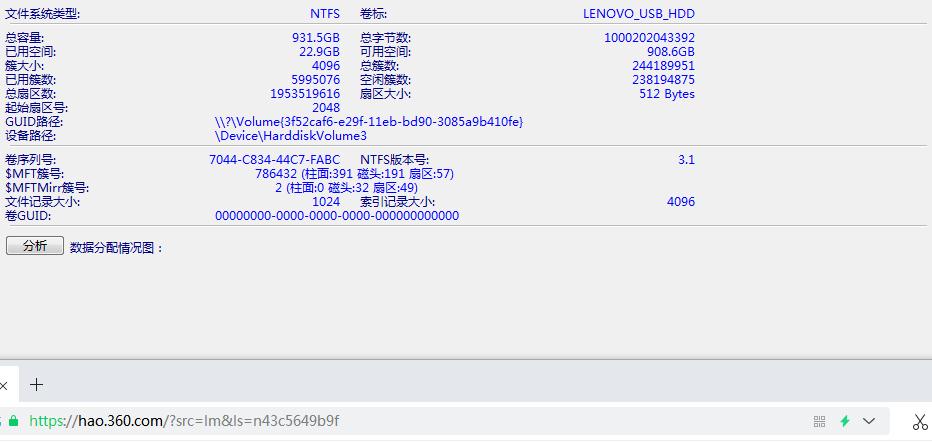 文件系统类型: NTFS 卷标: LENOVO_USB_HDD
总容量: 931.5GB 总字节数: 1000202043392
已用空间: 22.9GB 可用空间: 908.6GB
簇大小: 4096 总簇数: 244189951
已用簇数: 5995076 空闲簇数: 238194875
总扇区数: 1953519616 扇区大小: 512 Bytes
起始扇区号: 2048
GUID路径: \\?\Volume{3f52caf6-e29f-11eb-bd90-3085a9b410fe}
设备路径: \Device\HarddiskVolume3
卷序列号: 7044-C834-44C7-FABC NTFS版本号: 3.1
$MFT簇号: 786432 (柱面:391 磁头:191 扇区:57)
$MFTMirr簇号: 2 (柱面:0 磁头:32 扇区:49)
文件记录大小: 1024 索引记录大小: 4096
卷GUID: 00000000-0000-0000-0000-000000000000
分析 数据分配情况图：
https://hao.360.com/?src=lm&ls=n43c5649b9f